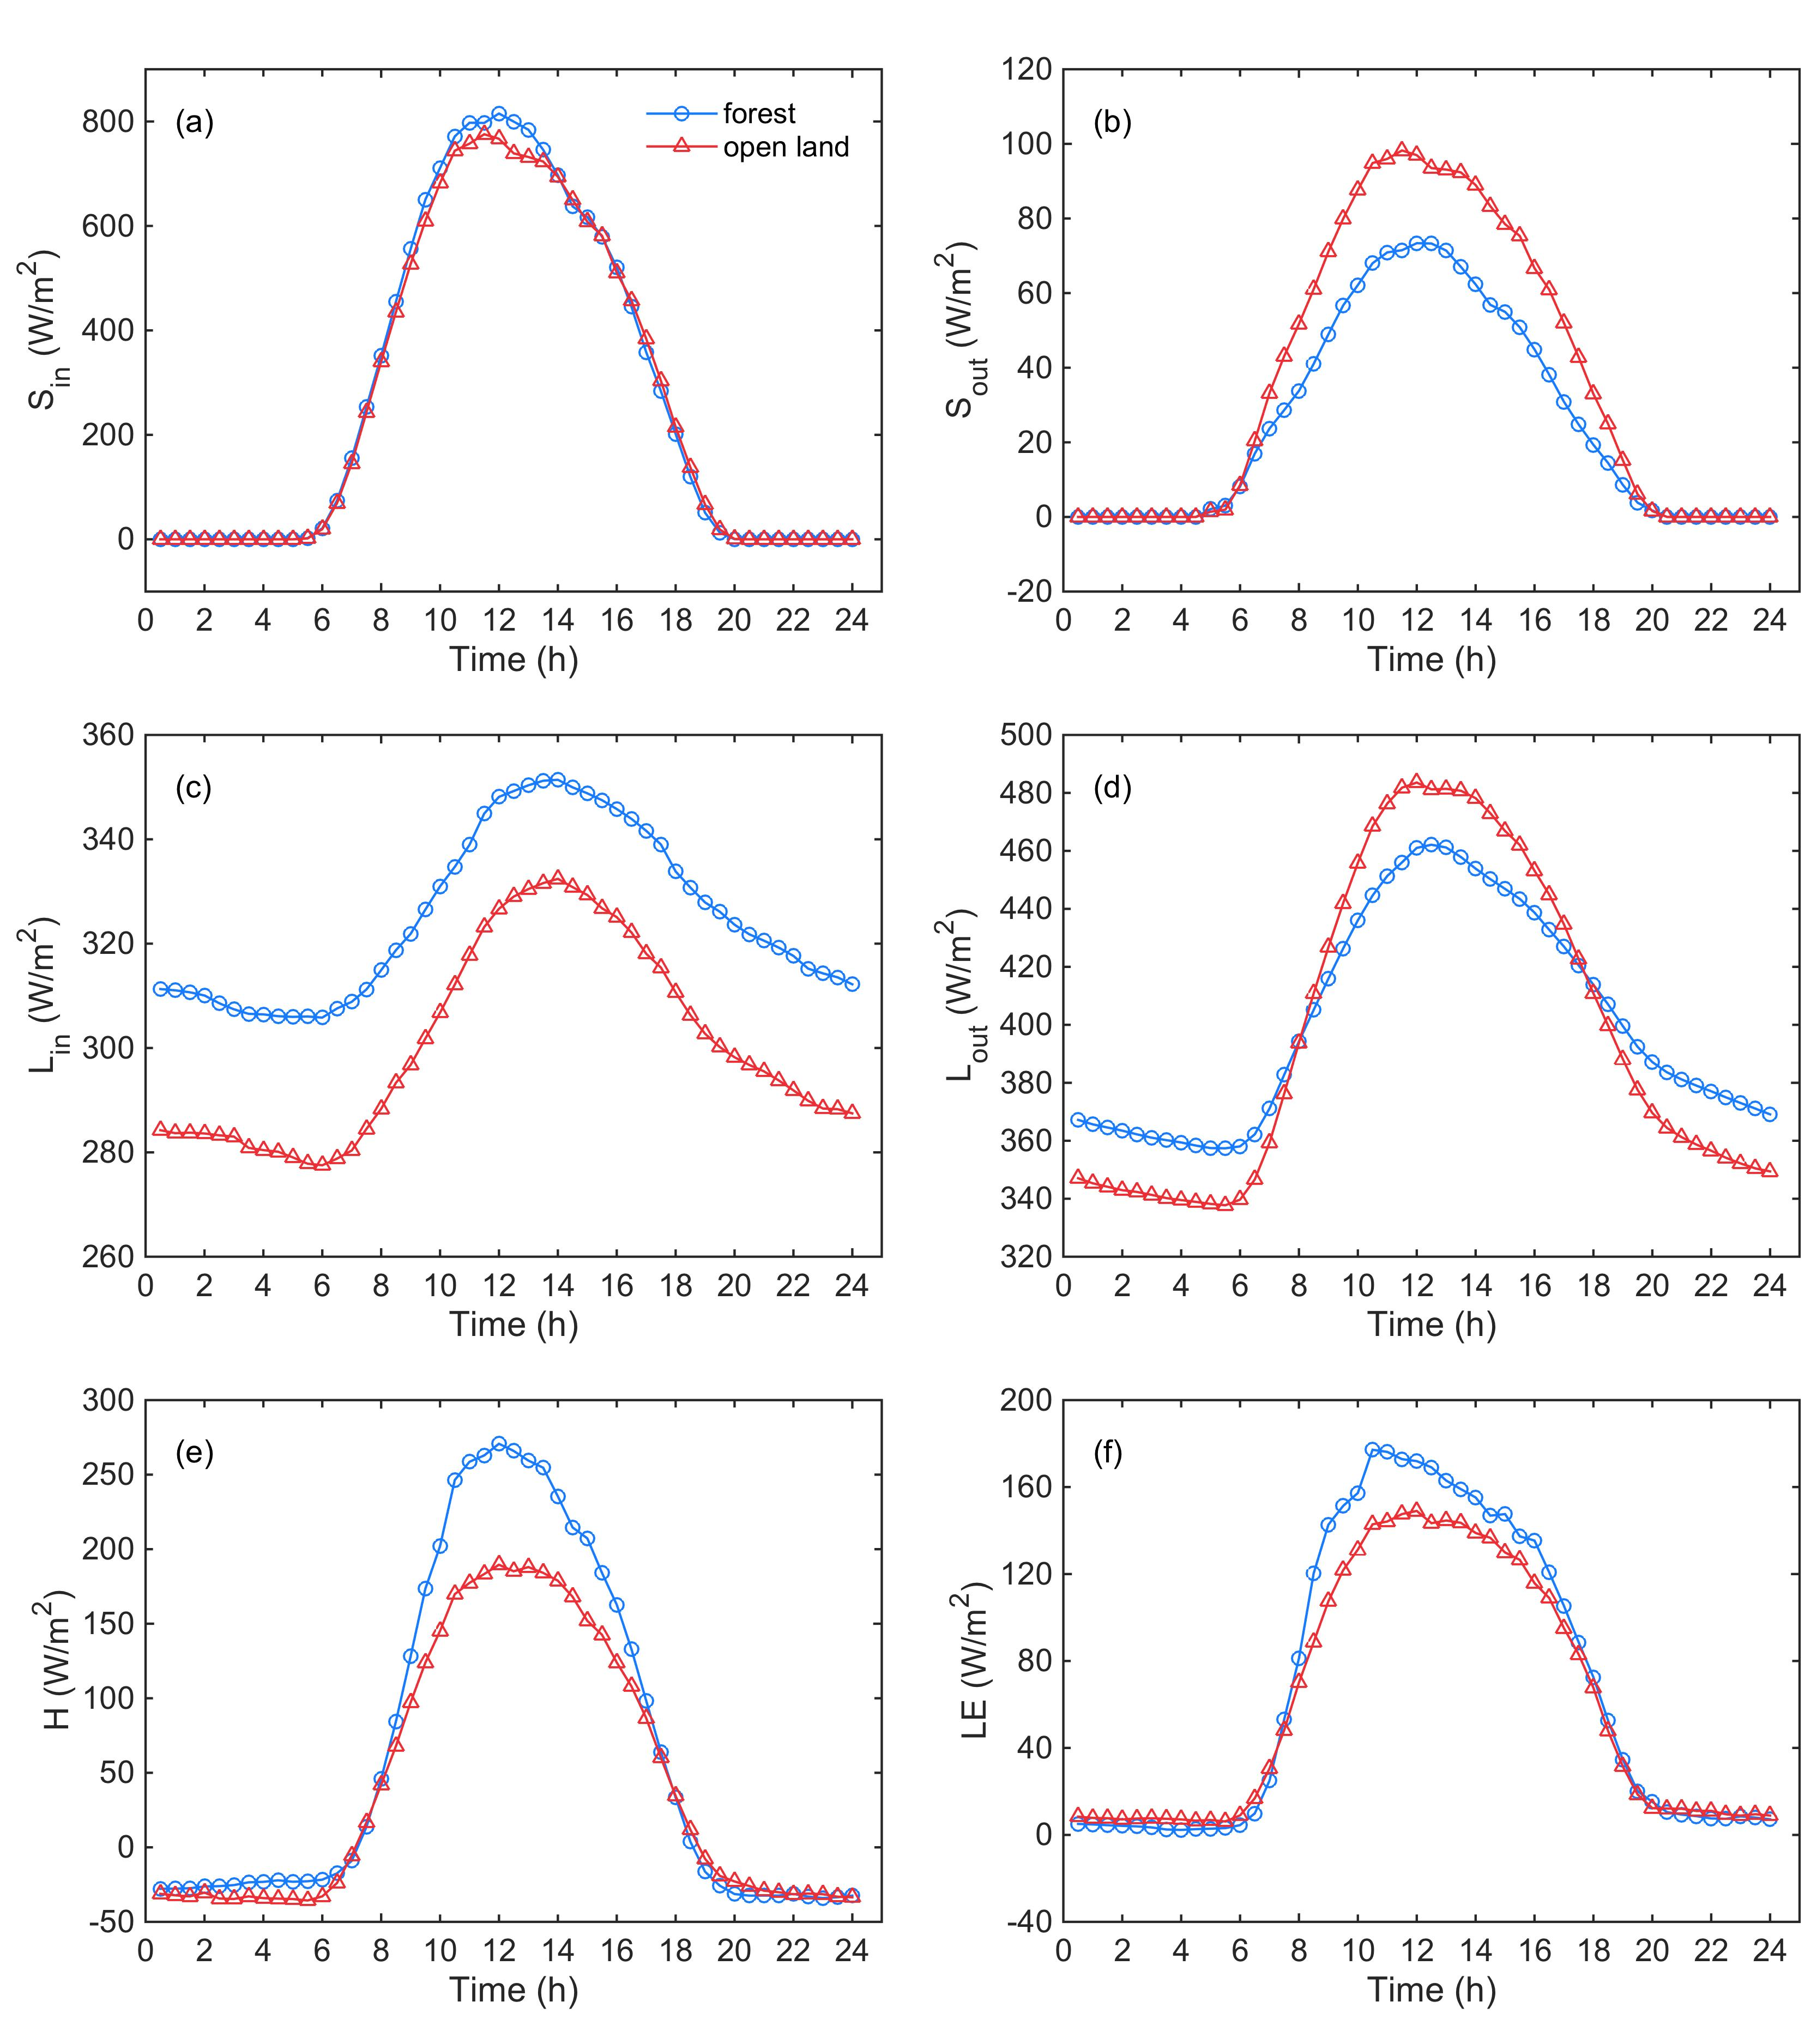 (a)
forest
open land
800
600
400
200
0
S_in (W/m²)
0 2 4 6 8 10 12 14 16 18 20 22 24
Time (h)
(b)
120
100
80
60
40
20
0
-20
S_out (W/m²)
0 2 4 6 8 10 12 14 16 18 20 22 24
Time (h)
(c)
360
340
320
300
280
260
L_in (W/m²)
0 2 4 6 8 10 12 14 16 18 20 22 24
Time (h)
(d)
500
480
460
440
420
400
380
360
340
320
L_out (W/m²)
0 2 4 6 8 10 12 14 16 18 20 22 24
Time (h)
(e)
300
250
200
150
100
50
0
-50
H (W/m²)
0 2 4 6 8 10 12 14 16 18 20 22 24
Time (h)
(f)
200
160
120
80
40
0
-40
LE (W/m²)
0 2 4 6 8 10 12 14 16 18 20 22 24
Time (h)